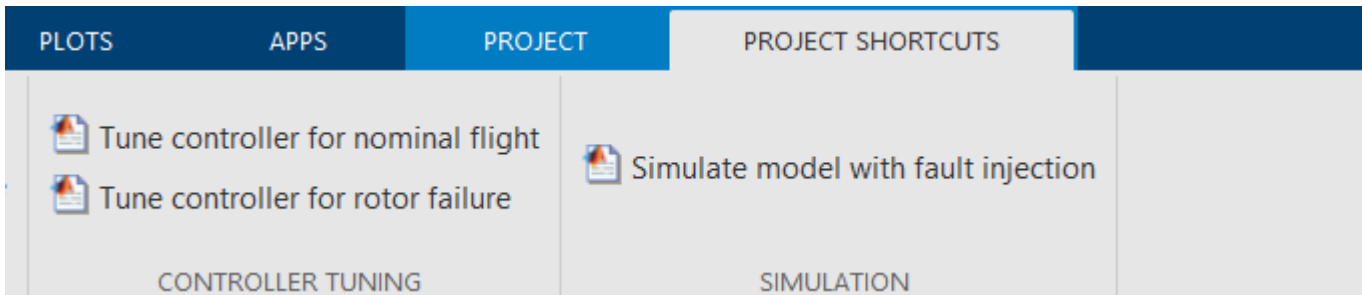 PLOTS APPS PROJECT PROJECT SHORTCUTS
Tune controller for nominal flight
Tune controller for rotor failure
CONTROLLER TUNING
Simulate model with fault injection
SIMULATION